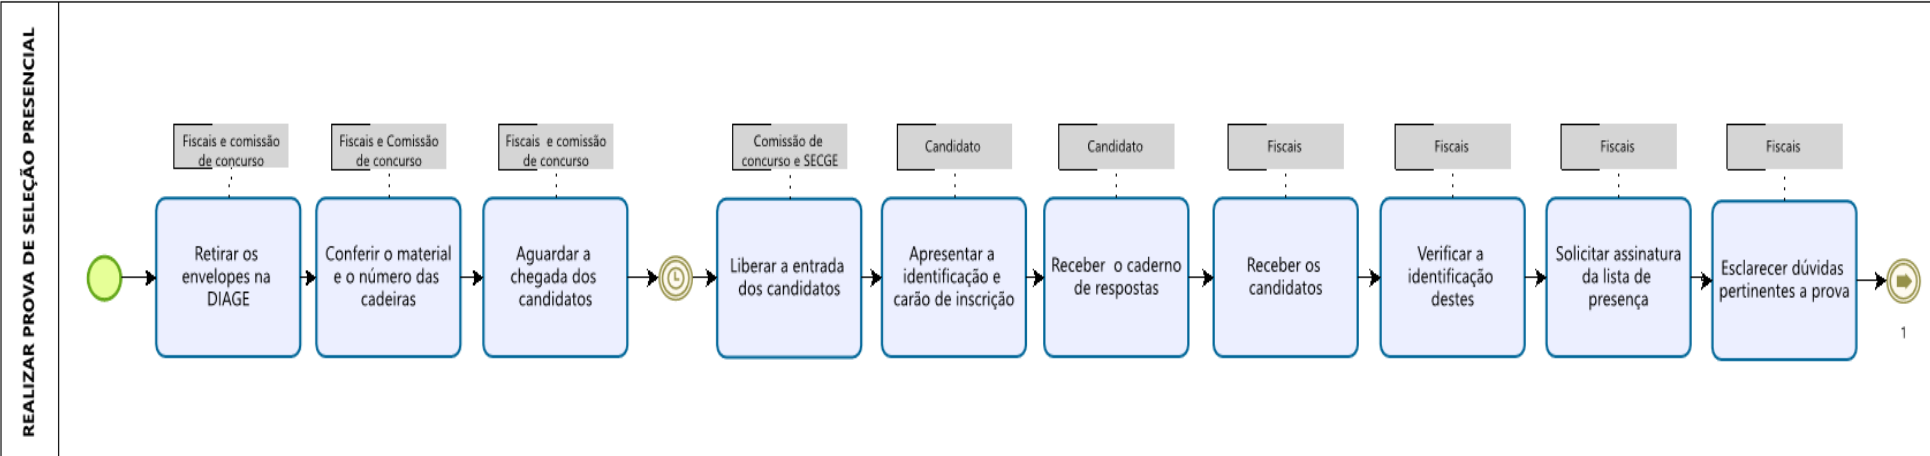 REALIZAR PROVA DE SELEÇÃO PRESENCIAL
Fiscais e comissão
de concurso
Fiscais e Comissão
de concurso
Fiscais e comissão
de concurso
Comissão de
concurso e SECGE
Candidato
Candidato
Fiscais
Fiscais
Fiscais
Fiscais
Retirar os
envelopes na
DIAGE
Conferir o material
e o número das
cadeiras
Aguardar a
chegada dos
candidatos
Liberar a entrada
dos candidatos
Apresentar a
identificação e
carão de inscrição
Receber o caderno
de respostas
Receber os
candidatos
Verificar a
identificação
destes
Solicitar assinatura
da lista de
presença
Esclarecer dúvidas
pertinentes a prova
1